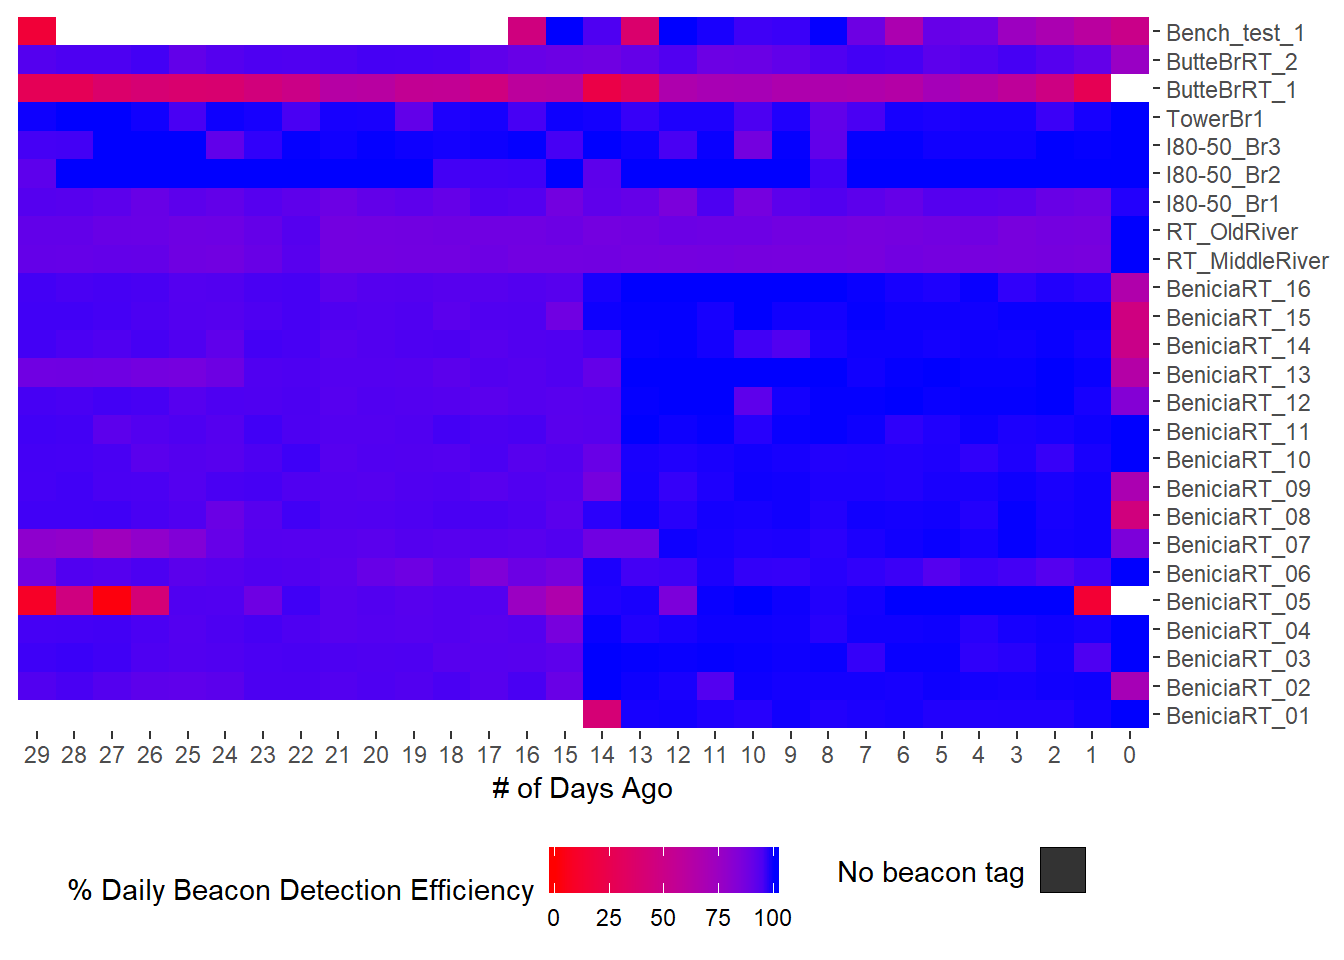 Bench_test_1
ButteBrRT_2
ButteBrRT_1
TowerBr1
I80-50_Br3
I80-50_Br2
I80-50_Br1
RT_OldRiver
RT_MiddleRiver
BeniciaRT_16
BeniciaRT_15
BeniciaRT_14
BeniciaRT_13
BeniciaRT_12
BeniciaRT_11
BeniciaRT_10
BeniciaRT_09
BeniciaRT_08
BeniciaRT_07
BeniciaRT_06
BeniciaRT_05
BeniciaRT_04
BeniciaRT_03
BeniciaRT_02
BeniciaRT_01
29 28 27 26 25 24 23 22 21 20 19 18 17 16 15 14 13 12 11 10 9 8 7 6 5 4 3 2 1 0
# of Days Ago
% Daily Beacon Detection Efficiency
0 25 50 75 100
No beacon tag